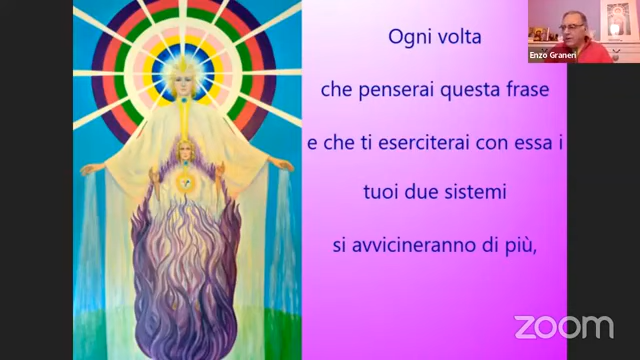 Ogni volta
che penserai questa frase
e che ti eserciterai con essa i
tuoi due sistemi
si avvicineranno di più,
Enzo Graneri
zoom